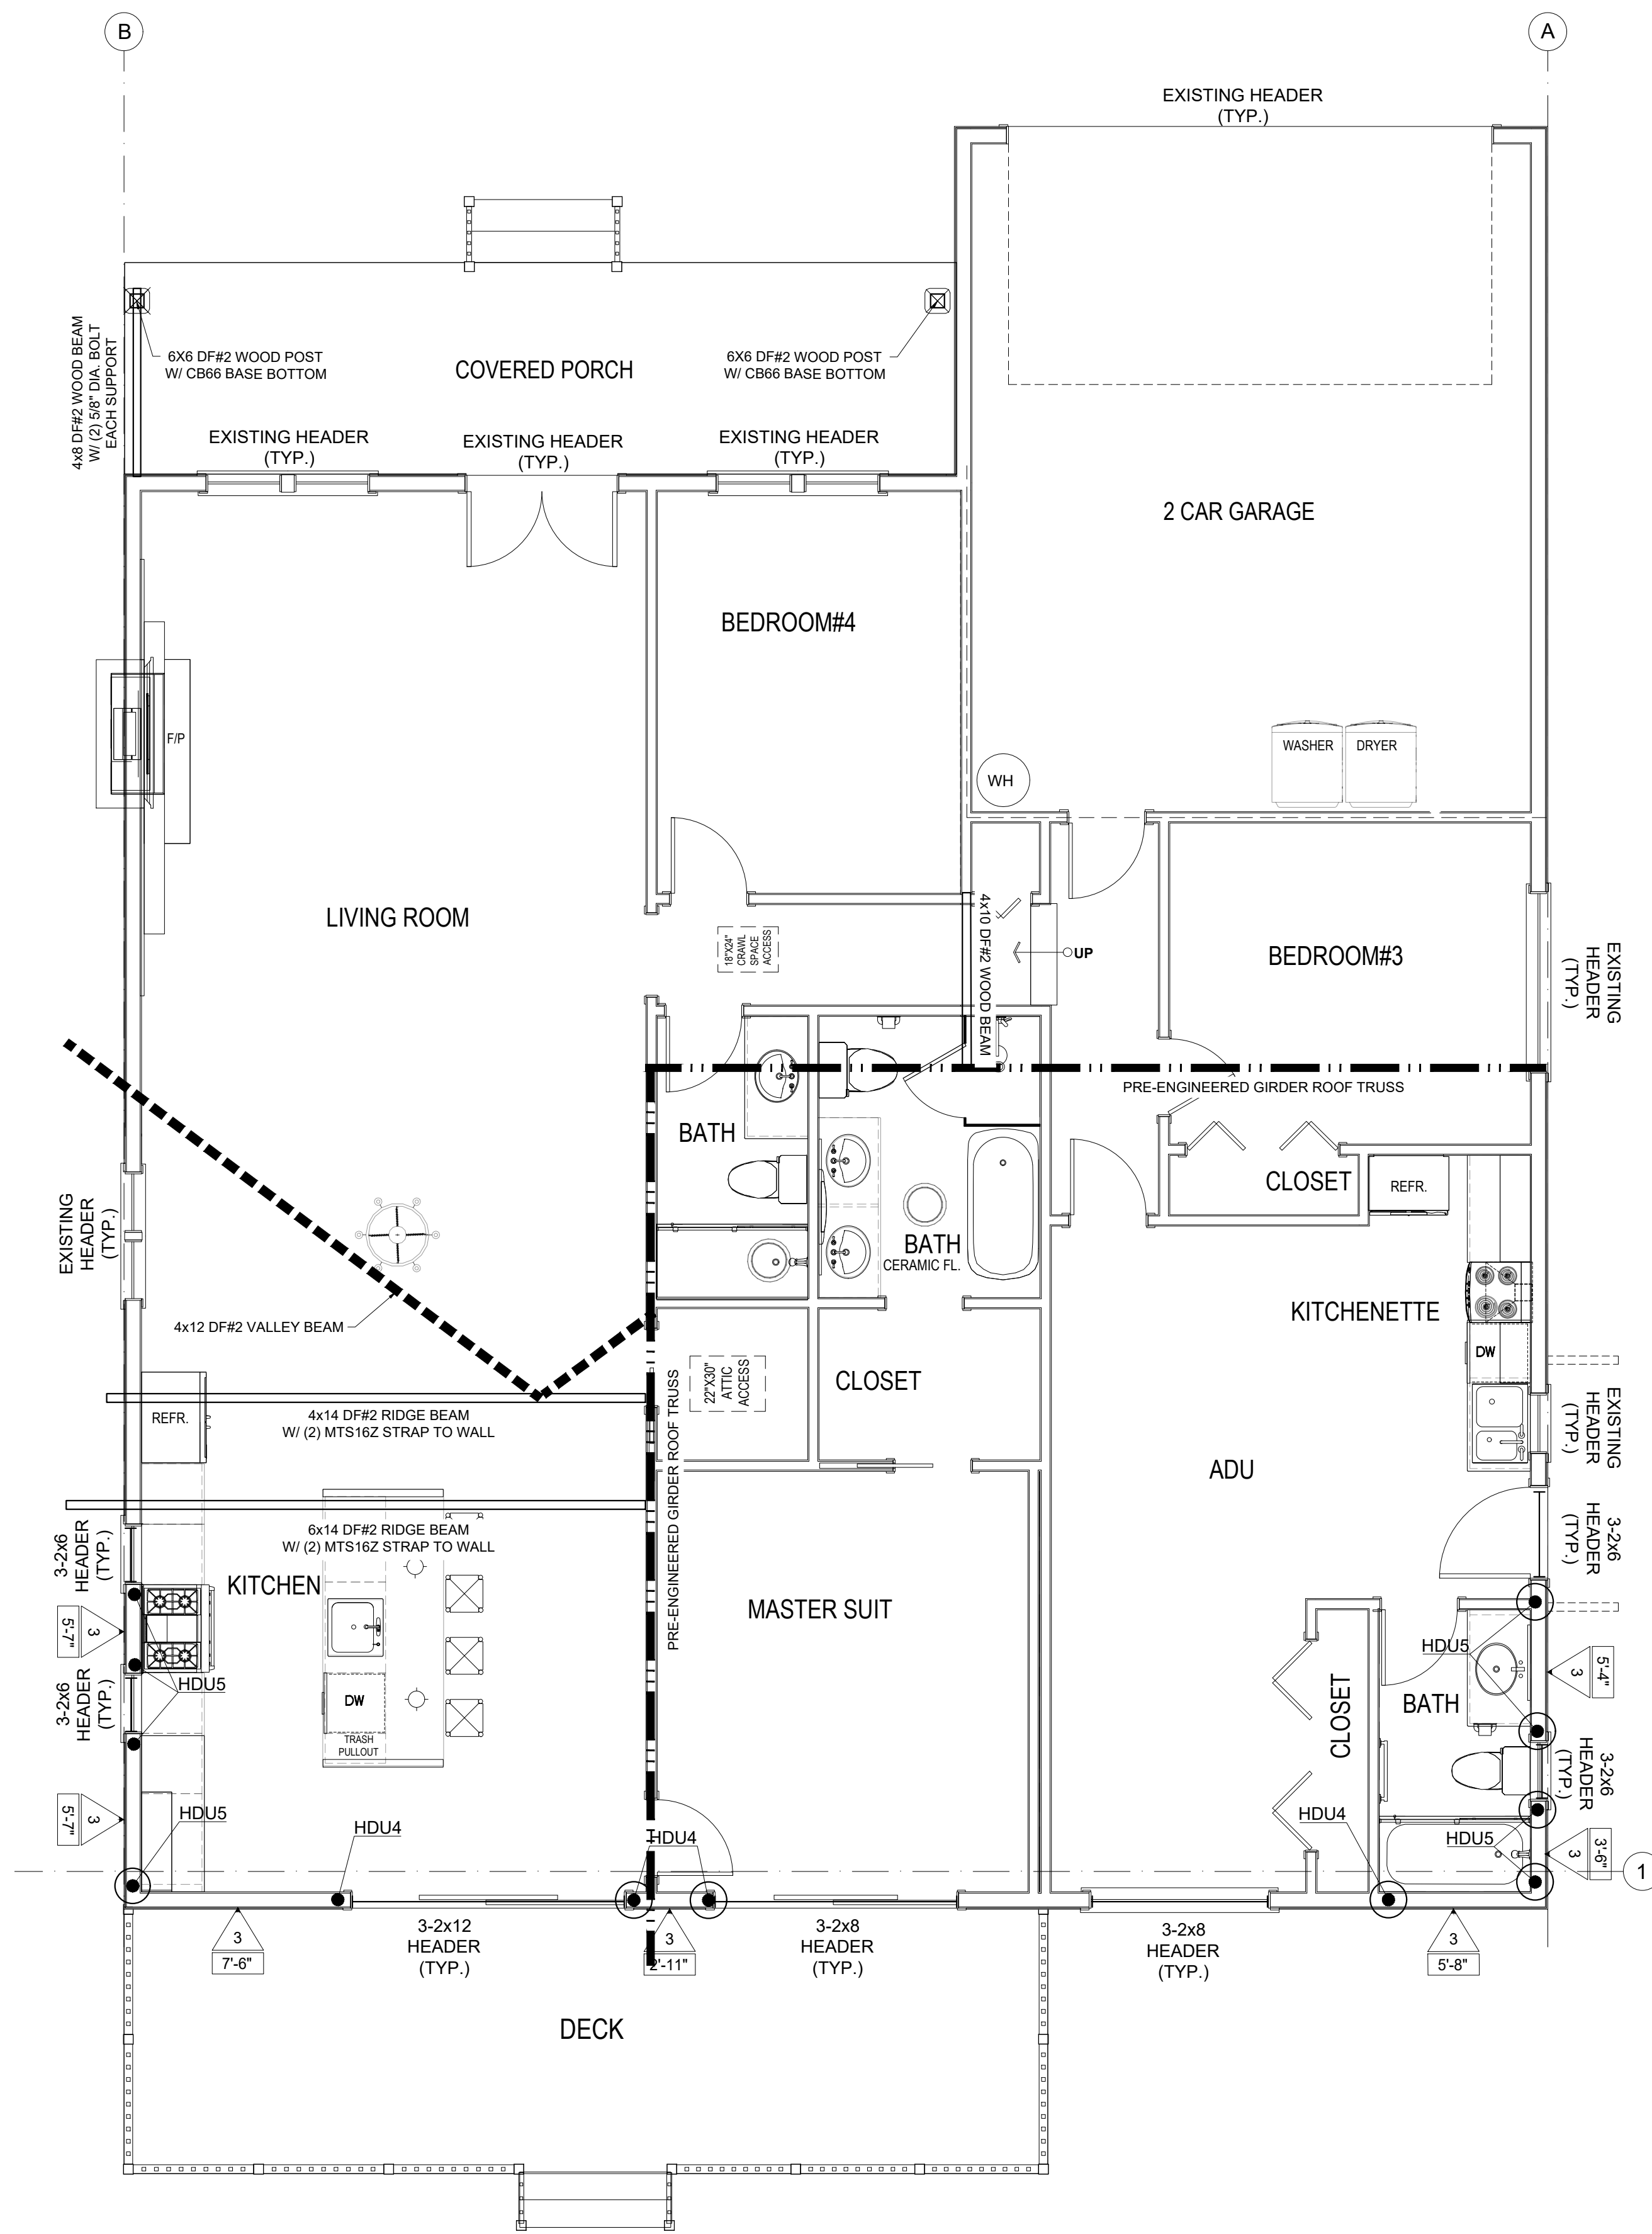 B
A
EXISTING HEADER
(TYP.)
4x8 DF#2 WOOD BEAM
W/ (2) 5/8" DIA. BOLT
EACH SUPPORT
6X6 DF#2 WOOD POST
W/ CB66 BASE BOTTOM
COVERED PORCH
6X6 DF#2 WOOD POST
W/ CB66 BASE BOTTOM
EXISTING HEADER
(TYP.)
EXISTING HEADER
(TYP.)
EXISTING HEADER
(TYP.)
2 CAR GARAGE
BEDROOM#4
F/P
WASHER
DRYER
WH
LIVING ROOM
18"X24"
CRAWL
SPACE
ACCESS
4x10 DF#2 WOOD BEAM
UP
BEDROOM#3
EXISTING
HEADER
(TYP.)
PRE-ENGINEERED GIRDER ROOF TRUSS
BATH
CLOSET
REFR.
EXISTING
HEADER
(TYP.)
BATH
CERAMIC FL.
KITCHENETTE
4x12 DF#2 VALLEY BEAM
DW
22"X30"
ATTIC
ACCESS
CLOSET
PRE-ENGINEERED GIRDER ROOF TRUSS
REFR.
4x14 DF#2 RIDGE BEAM
W/ (2) MTS16Z STRAP TO WALL
EXISTING
HEADER
(TYP.)
ADU
6x14 DF#2 RIDGE BEAM
W/ (2) MTS16Z STRAP TO WALL
3-2x6
HEADER
(TYP.)
3-2x6
HEADER
(TYP.)
KITCHEN
MASTER SUIT
3
5'-7"
HDU5
HDU5
3
5'-4"
3-2x6
HEADER
(TYP.)
DW
TRASH
PULLOUT
CLOSET
BATH
3-2x6
HEADER
(TYP.)
3
5'-7"
HDU5
HDU4
HDU4
HDU4
HDU5
3
3'-6"
1
3
7'-6"
3-2x12
HEADER
(TYP.)
3
2'-11"
3-2x8
HEADER
(TYP.)
3-2x8
HEADER
(TYP.)
3
5'-8"
DECK